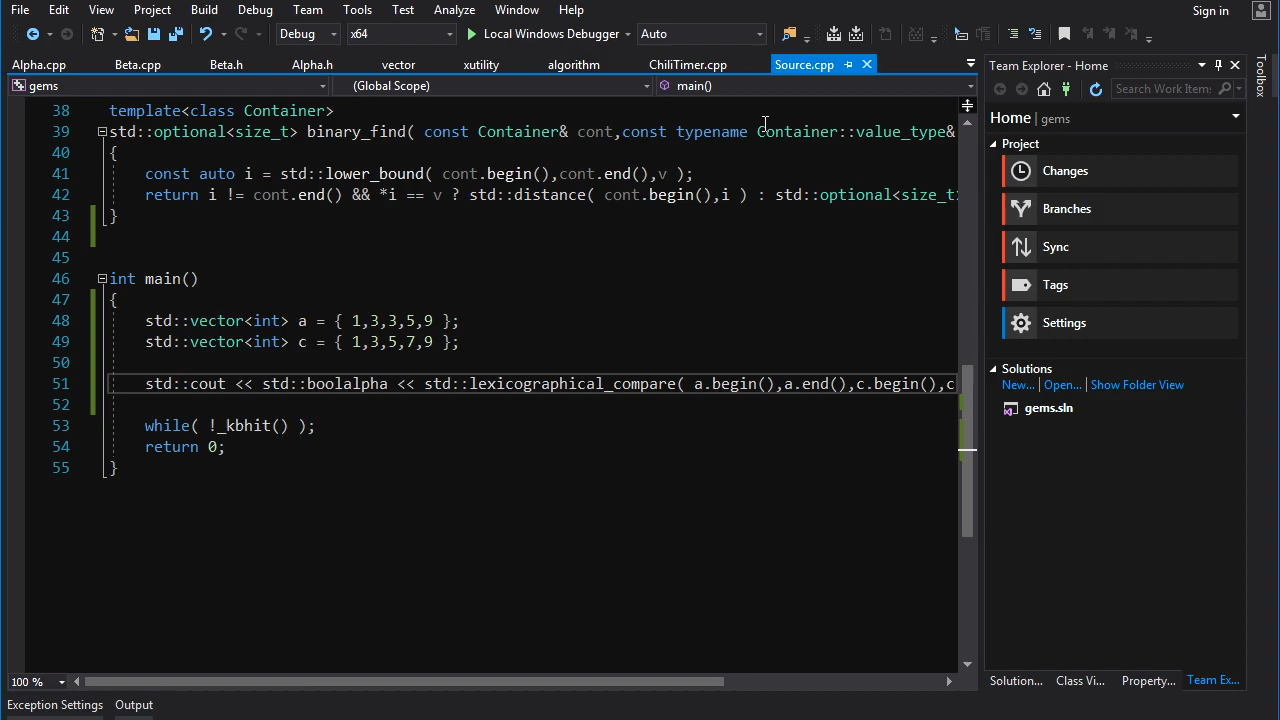 File Edit View Project Build Debug Team Tools Test Analyze Window Help Sign in
Debug x64 Local Windows Debugger Auto
Alpha.cpp Beta.cpp Beta.h Alpha.h vector xutility algorithm ChiliTimer.cpp Source.cpp
gems (Global Scope) main()
38 template<class Container>
39 std::optional<size_t> binary_find( const Container& cont,const typename Container::value_type&
40 {
41 const auto i = std::lower_bound( cont.begin(),cont.end(),v );
42 return i != cont.end() && *i == v ? std::distance( cont.begin(),i ) : std::optional<size_t>
43 }
44
45
46 int main()
47 {
48 std::vector<int> a = { 1,3,3,5,9 };
49 std::vector<int> c = { 1,3,5,7,9 };
50
51 std::cout << std::boolalpha << std::lexicographical_compare( a.begin(),a.end(),c.begin(),c
52
53 while( !_kbhit() );
54 return 0;
55 }
100 %
Exception Settings Output
Team Explorer - Home
Search Work Items
Home | gems
Project
Changes
Branches
Sync
Tags
Settings
Solutions
New... | Open... | Show Folder View
gems.sln
Solution... Class Vi... Property... Team Ex...
Toolbox